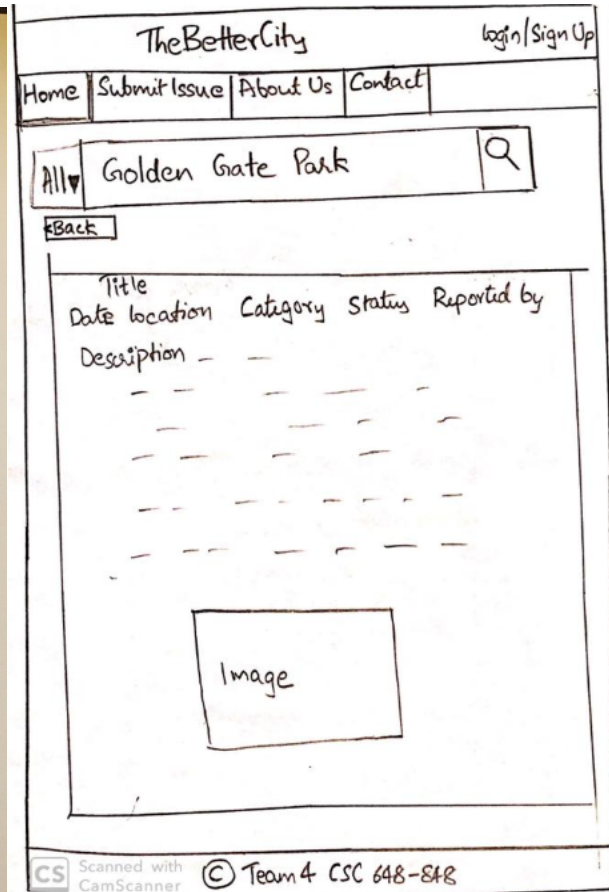 TheBetterCity login/Sign Up
Home Submit Issue About Us Contact
All▾ Golden Gate Park
<Back
Title
Date location Category Status Reported by
Description
Image
CS Scanned with CamScanner
© Team 4 CSC 648-848